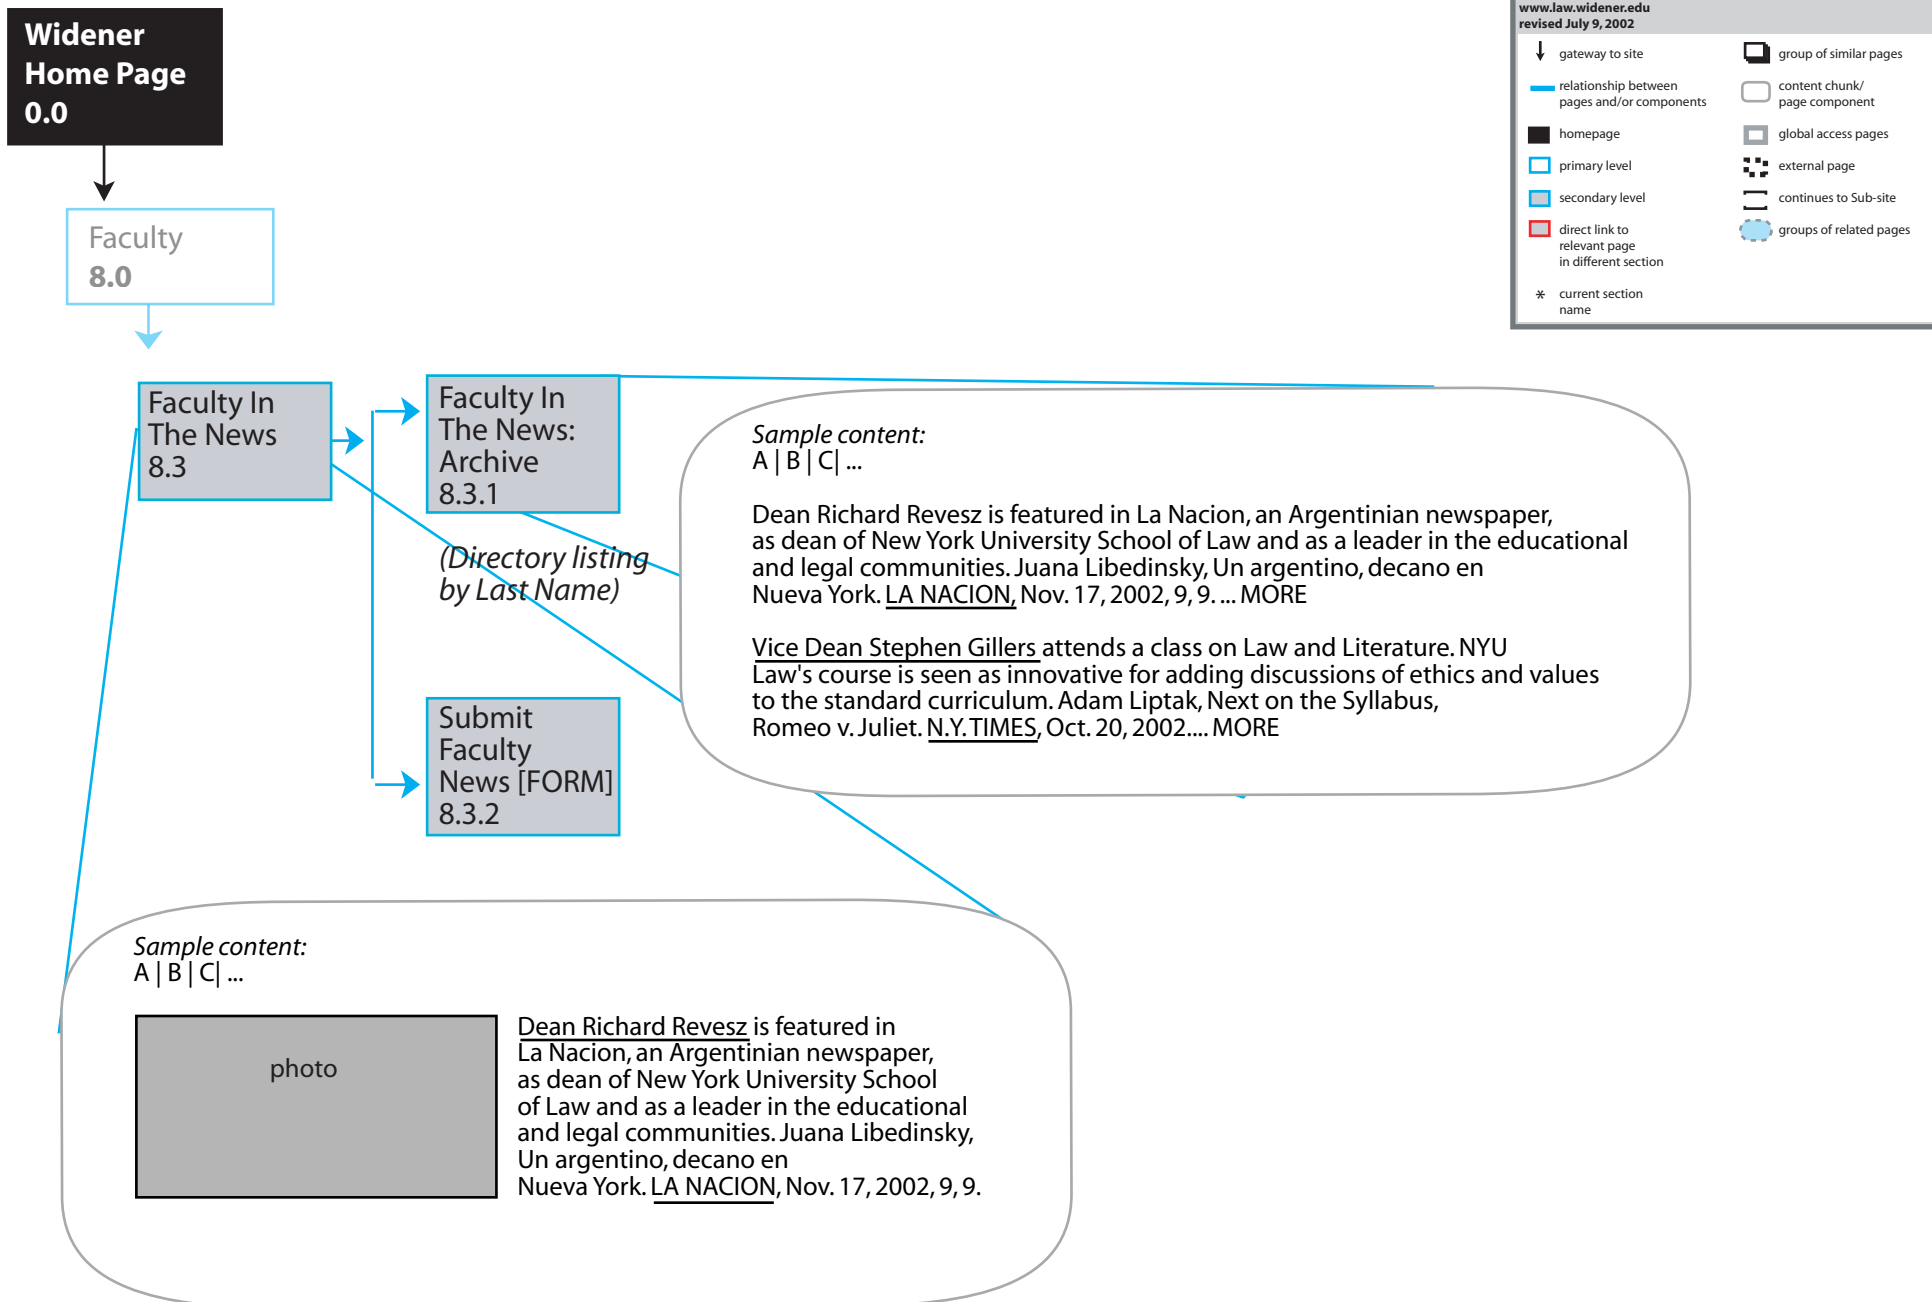 Widener
Home Page
0.0
Faculty
8.0
www.law.widener.edu
revised July 9, 2002
gateway to site
relationship between
pages and/or components
homepage
primary level
secondary level
direct link to
relevant page
in different section
* current section
name
group of similar pages
content chunk/
page component
global access pages
external page
continues to Sub-site
groups of related pages
Faculty In
The News
8.3
Faculty In
The News:
Archive
8.3.1
(Directory listing
by Last Name)
Submit
Faculty
News [FORM]
8.3.2
Sample content:
A | B | C| ...
Dean Richard Revesz is featured in La Nacion, an Argentinian newspaper,
as dean of New York University School of Law and as a leader in the educational
and legal communities. Juana Libedinsky, Un argentino, decano en
Nueva York. LA NACION, Nov. 17, 2002, 9, 9. ... MORE
Vice Dean Stephen Gillers attends a class on Law and Literature. NYU
Law's course is seen as innovative for adding discussions of ethics and values
to the standard curriculum. Adam Liptak, Next on the Syllabus,
Romeo v. Juliet. N.Y. TIMES, Oct. 20, 2002.... MORE
Sample content:
A | B | C| ...
photo
Dean Richard Revesz is featured in
La Nacion, an Argentinian newspaper,
as dean of New York University School
of Law and as a leader in the educational
and legal communities. Juana Libedinsky,
Un argentino, decano en
Nueva York. LA NACION, Nov. 17, 2002, 9, 9.